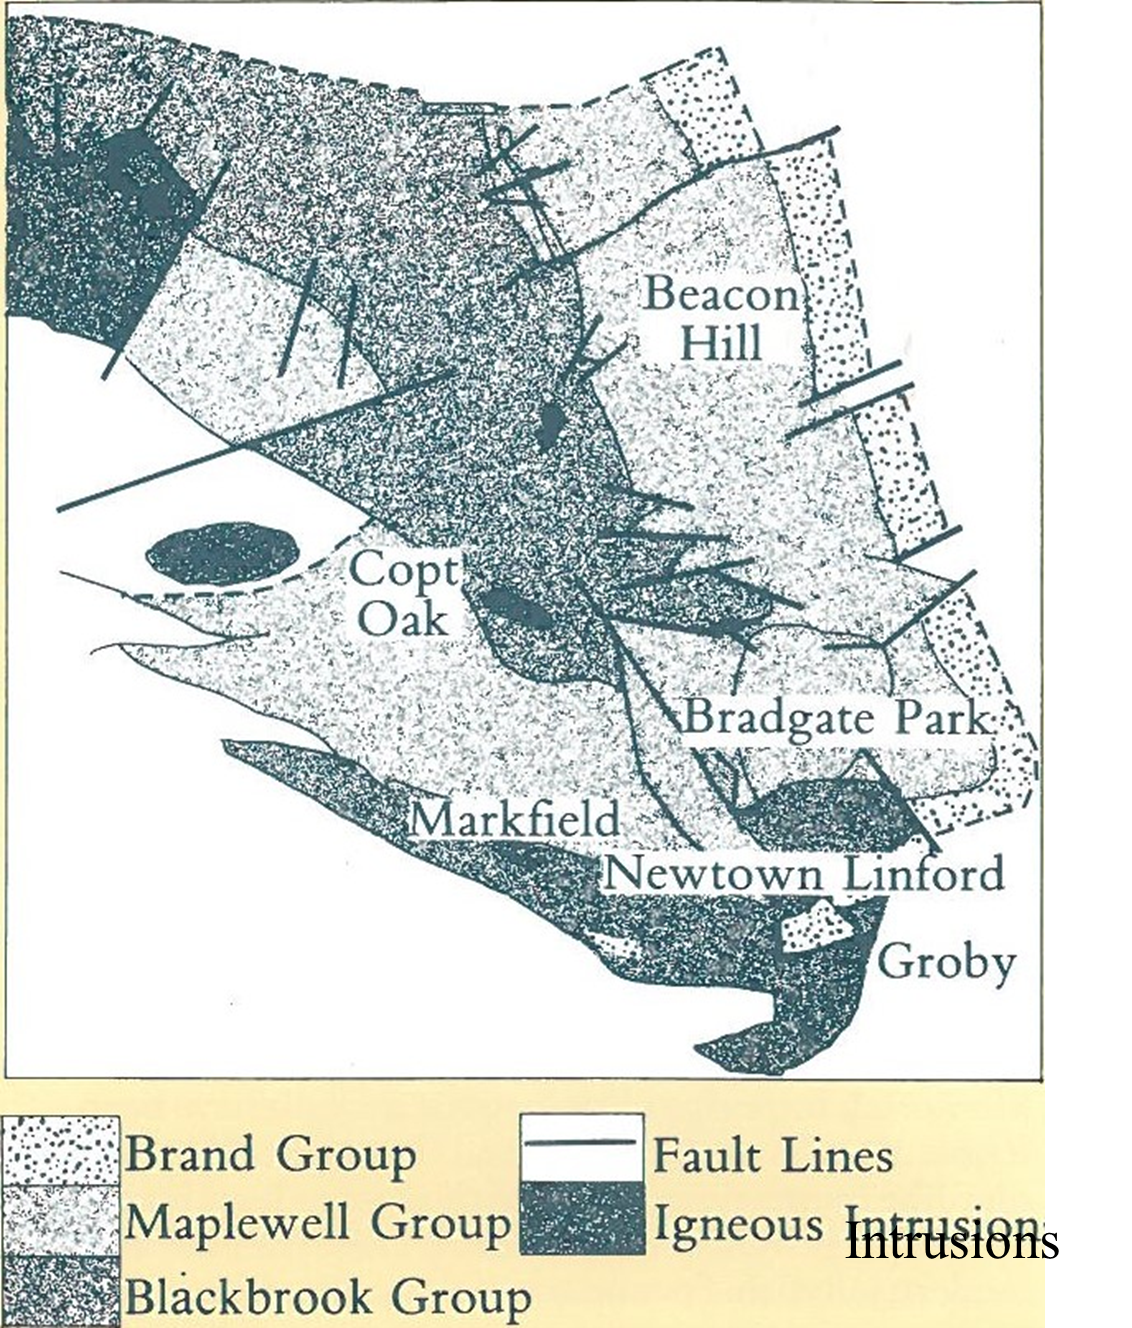 Beacon
Hill
Copt
Oak
Bradgate Park
Markfield
Newtown Linford
Groby
Brand Group
Fault Lines
Maplewell Group
Igneous Intrusions
Intrusions
Blackbrook Group